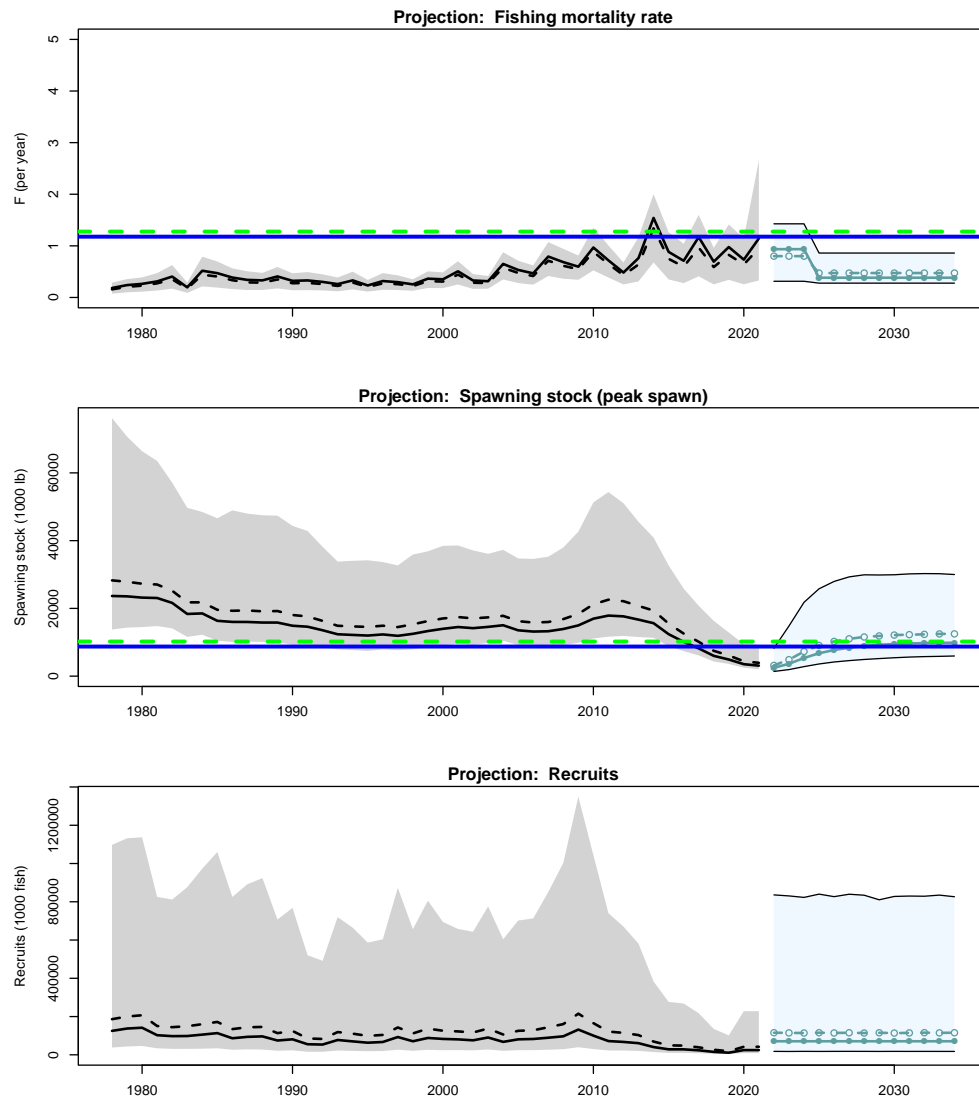 Projection: Fishing mortality rate
F (per year)
5
4
3
2
1
0
1980 1990 2000 2010 2020 2030
Projection: Spawning stock (peak spawn)
Spawning stock (1000 lb)
60000
40000
20000
0
1980 1990 2000 2010 2020 2030
Projection: Recruits
Recruits (1000 fish)
1200000
800000
400000
0
1980 1990 2000 2010 2020 2030